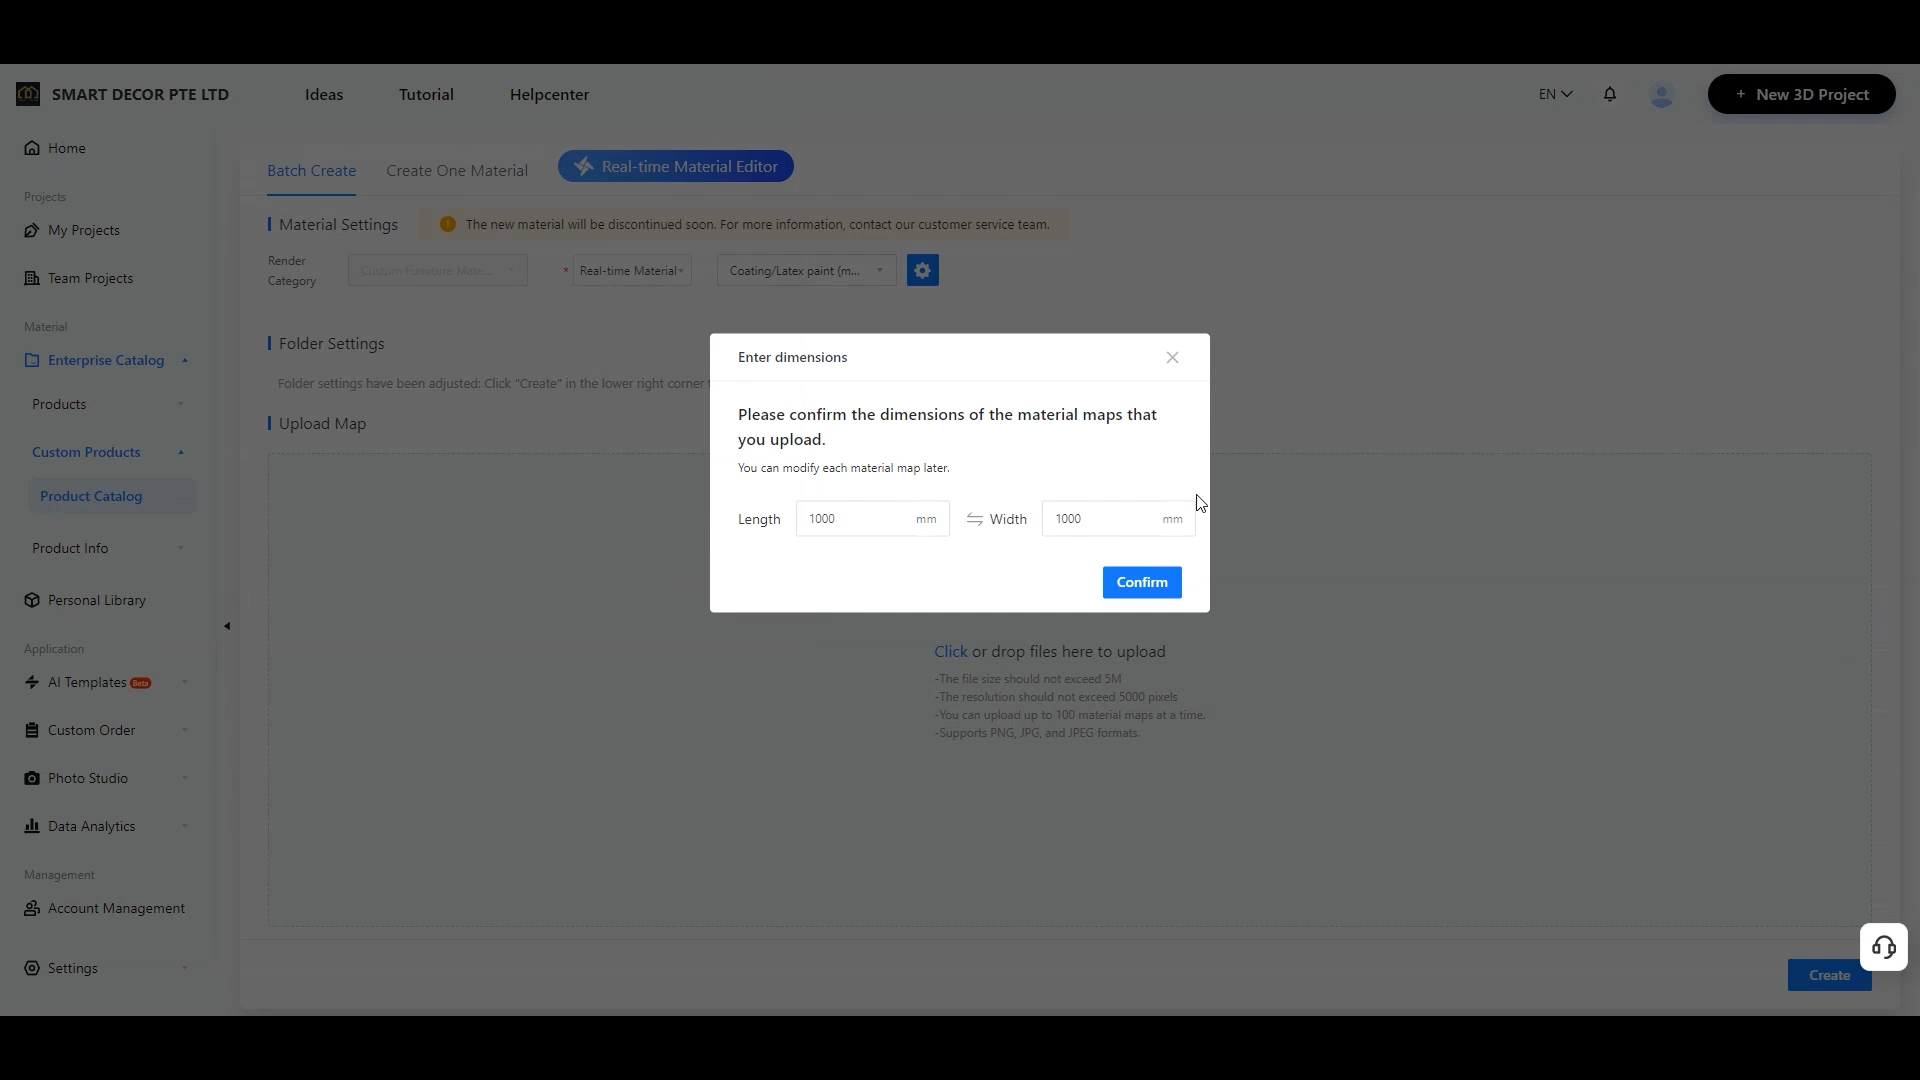 SMART DECOR PTE LTD
Ideas
Tutorial
Helpcenter
EN
+ New 3D Project
Home
Projects
My Projects
Team Projects
Material
Enterprise Catalog
Products
Custom Products
Product Catalog
Product Info
Personal Library
Application
AI Templates Beta
Custom Order
Photo Studio
Data Analytics
Management
Account Management
Settings
Batch Create
Create One Material
Real-time Material Editor
Material Settings
The new material will be discontinued soon. For more information, contact our customer service team.
Render
Category
Custom Furniture Mate...
* Real-time Material
Coating/Latex paint (m...
Folder Settings
Folder settings have been adjusted: Click "Create" in the lower right corner
Upload Map
Enter dimensions
Please confirm the dimensions of the material maps that
you upload.
You can modify each material map later.
Length 1000 mm Width 1000 mm
Confirm
Click or drop files here to upload
-The file size should not exceed 5M
-The resolution should not exceed 5000 pixels
-You can upload up to 100 material maps at a time.
-Supports PNG, JPG, and JPEG formats.
Create